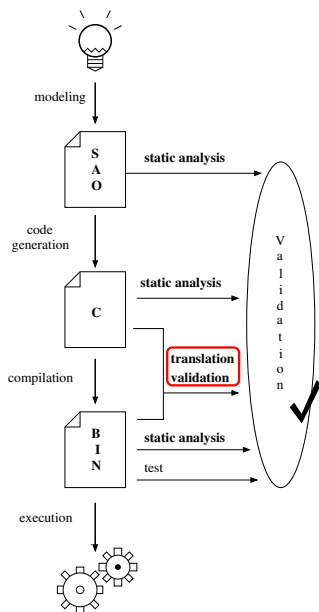 modeling
S
A
O
static analysis
code
generation
C
static analysis
translation
validation
compilation
B
I
N
static analysis
test
execution
V
a
l
i
d
a
t
i
o
n